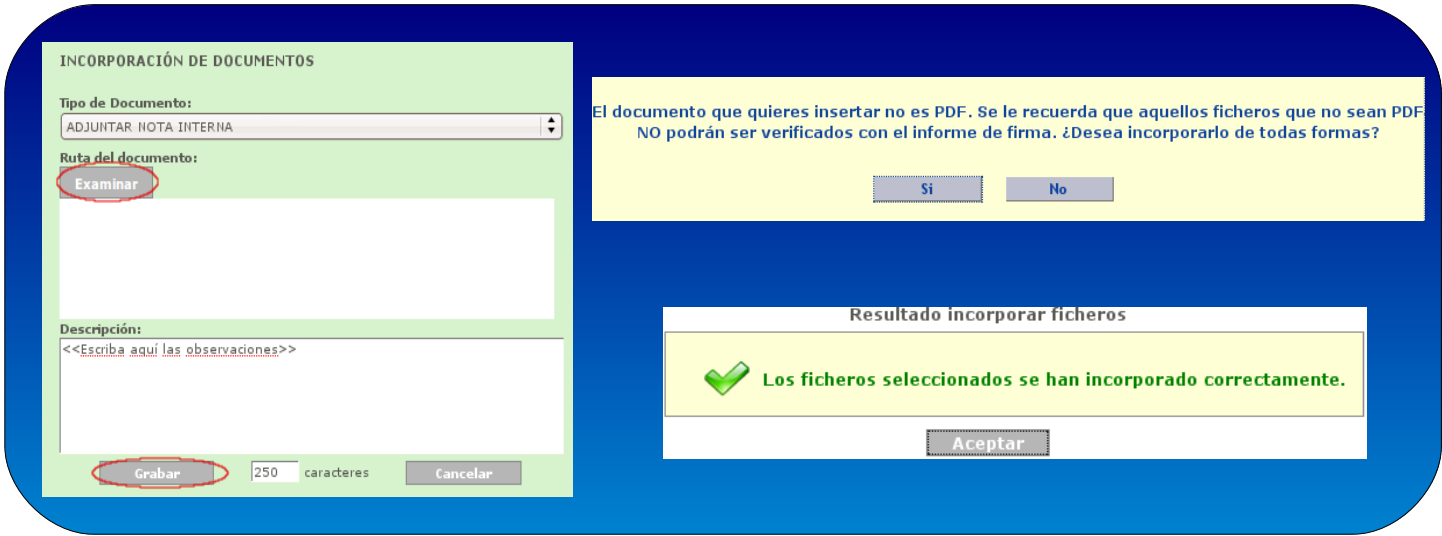 INCORPORACIÓN DE DOCUMENTOS
Tipo de Documento:
ADJUNTAR NOTA INTERNA
Ruta del documento:
Examinar
Descripción:
<<Escriba aquí las observaciones>>
Grabar 250 caracteres Cancelar
El documento que quieres insertar no es PDF. Se le recuerda que aquellos ficheros que no sean PDF
NO podrán ser verificados con el informe de firma. ¿Desea incorporarlo de todas formas?
Si No
Resultado incorporar ficheros
Los ficheros seleccionados se han incorporado correctamente.
Aceptar